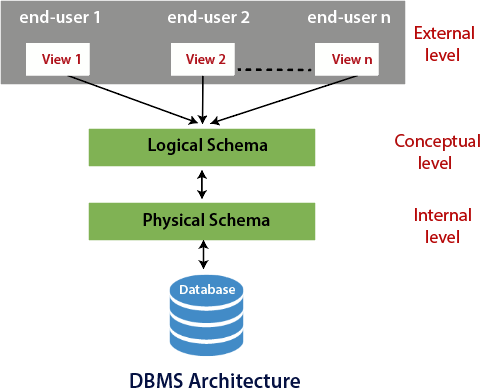 end-user 1 end-user 2 end-user n
External
level
View 1 View 2 View n
Logical Schema
Conceptual
level
Physical Schema
Internal
level
Database
DBMS Architecture